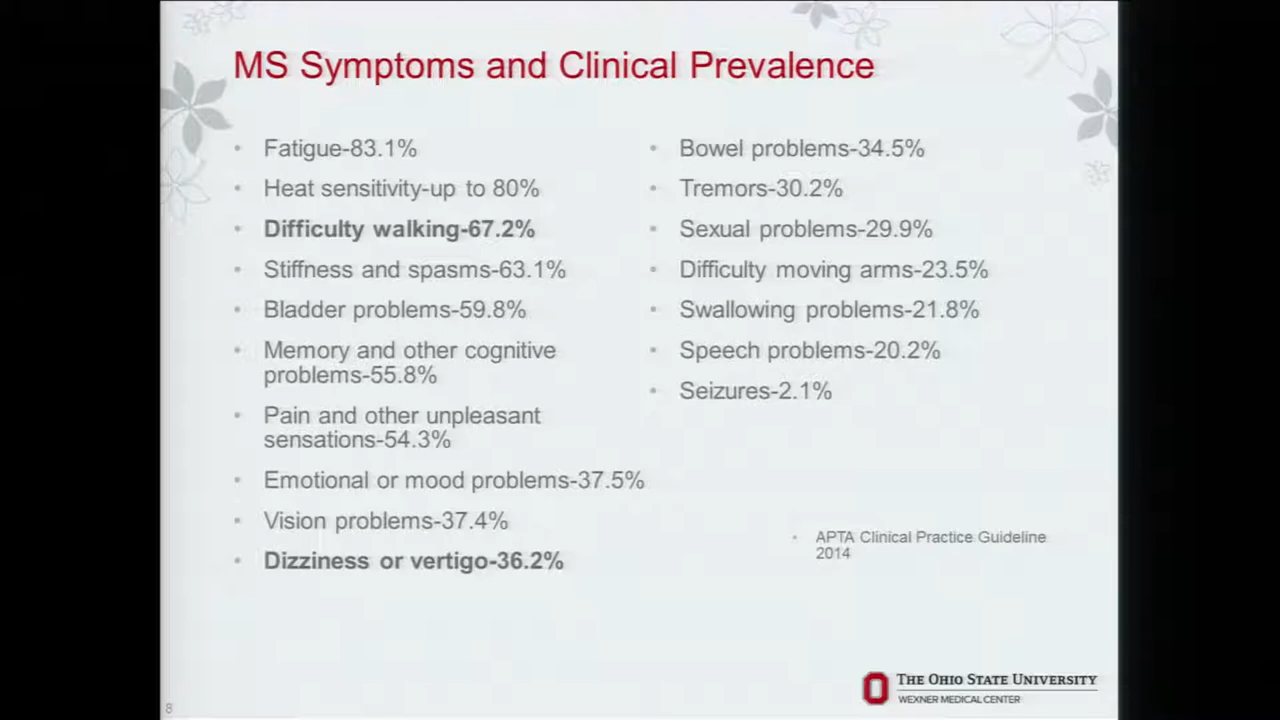 MS Symptoms and Clinical Prevalence
• Fatigue-83.1%
• Heat sensitivity-up to 80%
• Difficulty walking-67.2%
• Stiffness and spasms-63.1%
• Bladder problems-59.8%
• Memory and other cognitive
problems-55.8%
• Pain and other unpleasant
sensations-54.3%
• Emotional or mood problems-37.5%
• Vision problems-37.4%
• Dizziness or vertigo-36.2%
• Bowel problems-34.5%
• Tremors-30.2%
• Sexual problems-29.9%
• Difficulty moving arms-23.5%
• Swallowing problems-21.8%
• Speech problems-20.2%
• Seizures-2.1%
• APTA Clinical Practice Guideline
2014
THE OHIO STATE UNIVERSITY
WEXNER MEDICAL CENTER
8